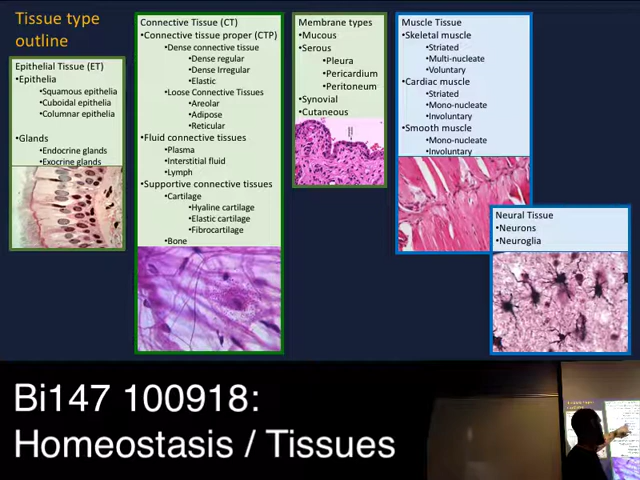 Tissue type
outline
Epithelial Tissue (ET)
•Epithelia
•Squamous epithelia
•Cuboidal epithelia
•Columnar epithelia
•Glands
•Endocrine glands
•Exocrine glands
Connective Tissue (CT)
•Connective tissue proper (CTP)
•Dense connective tissue
•Dense regular
•Dense Irregular
•Elastic
•Loose Connective Tissues
•Areolar
•Adipose
•Reticular
•Fluid connective tissues
•Plasma
•Interstitial fluid
•Lymph
•Supportive connective tissues
•Cartilage
•Hyaline cartilage
•Elastic cartilage
•Fibrocartilage
•Bone
Membrane types
•Mucous
•Serous
•Pleura
•Pericardium
•Peritoneum
•Synovial
•Cutaneous
Muscle Tissue
•Skeletal muscle
•Striated
•Multi-nucleate
•Voluntary
•Cardiac muscle
•Striated
•Mono-nucleate
•Involuntary
•Smooth muscle
•Mono-nucleate
•Involuntary
Neural Tissue
•Neurons
•Neuroglia
Bi147 100918:
Homeostasis / Tissues